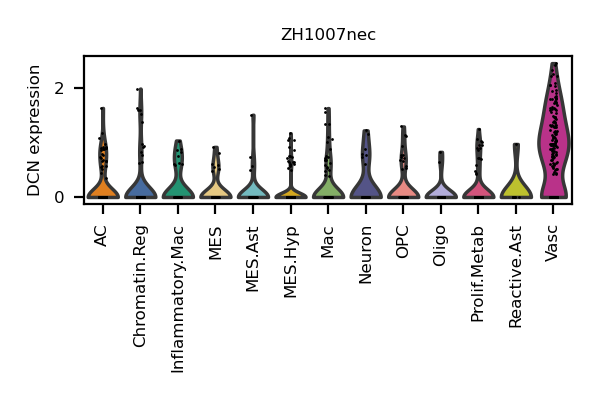 ZH1007nec
DCN expression
2
0
AC
Chromatin.Reg
Inflammatory.Mac
MES
MES.Ast
MES.Hyp
Mac
Neuron
OPC
Oligo
Prolif.Metab
Reactive.Ast
Vasc